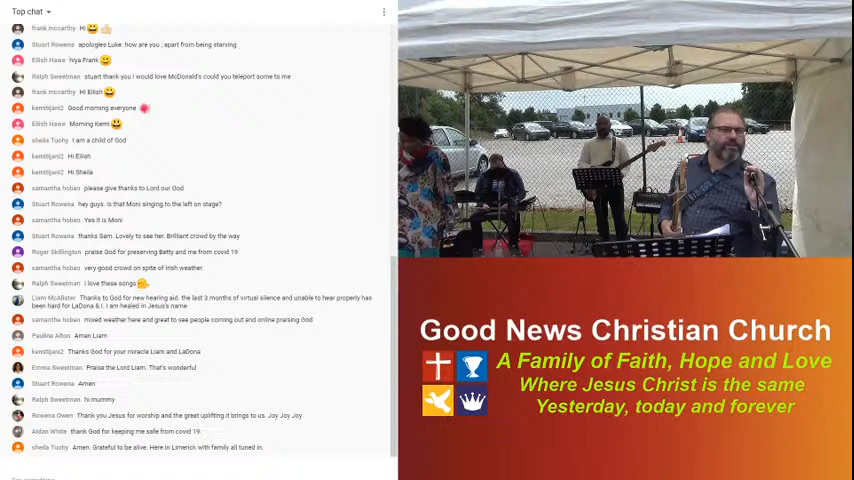 Top chat
frank mccarthy Hi
Stuart Rowena apologies Luke. how are you , apart from being starving
Eilish Hawe hiya Frank
Ralph Sweetman stuart thank you I would love McDonald's could you teleport some to me
frank mccarthy Hi Eilish
kemitijani2 Good morning everyone
Eilish Hawe Morning Kemi
sheila Tushy I am a child of God
kemitijani2 Hi Eilish
kemitijani2 Hi Sheila
samantha hoban please give thanks to Lord our God
Stuart Rowena hey guys. Is that Moni singing to the left on stage?
samantha hoban Yes it is Moni
Stuart Rowena thanks Sam. Lovely to see her. Brilliant crowd by the way
Roger Skillington praise God for preserving Betty and me from covid 19
samantha hoban very good crowd on spite of Irish weather.
Ralph Sweetman I love these songs
Liam McAlister Thanks to God for new hearing aid. the last 3 months of virtual silence and unable to hear properly has
been hard for LaDona & I. I am healed in Jesus's name
samantha hoban mixed weather here and great to see people coming out and online praising God
Pauline Alton Amen Liam
kemitijani2 Thanks God for your miracle Liam and LaDona
Emma Sweetman Praise the Lord Liam. That's wonderful
Stuart Rowena Amen
Ralph Sweetman hi mummy
Rowena Owen Thank you Jesus for worship and the great uplifting it brings to us. Joy Joy Joy
Aidan White thank God for keeping me safe from covid 19
sheila Tushy Amen. Grateful to be alive. Here in Limerick with family all tuned in.
Good News Christian Church
A Family of Faith, Hope and Love
Where Jesus Christ is the same
Yesterday, today and forever